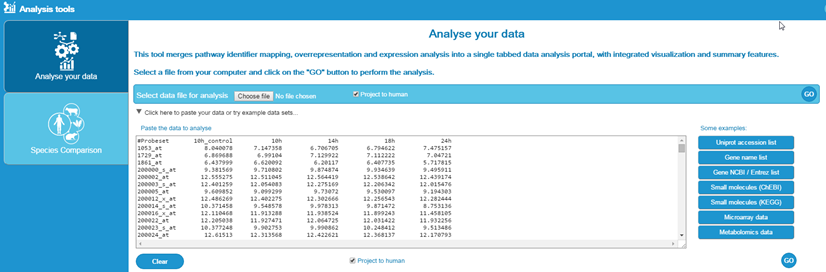 Analysis tools
Analyse your data
Species Comparison
Analyse your data
This tool merges pathway identifier mapping, overrepresentation and expression analysis into a single tabbed data analysis portal, with integrated visualization and summary features.
Select a file from your computer and click on the "GO" button to perform the analysis.
Select data file for analysis Choose file No file chosen Project to human GO
Click here to paste your data or try example data sets...
Paste the data to analyse
#Probeset 10h_control 10h 14h 18h 24h
1053_at 8.040078 7.147358 6.706705 6.794622 7.475157
1729_at 6.869688 6.99104 7.129922 7.112222 7.04721
1861_at 6.437999 6.620092 6.20117 6.407735 5.717815
200000_s_at 9.381569 9.710802 9.874874 9.934639 9.495911
200002_at 12.555275 12.511045 12.564419 12.538642 12.439174
200003_s_at 12.401259 12.054083 12.275169 12.206342 12.015476
200005_at 9.609852 9.099299 9.73072 9.530097 9.194303
200012_x_at 12.486269 12.402275 12.302666 12.256543 12.282444
200014_s_at 10.371458 9.548578 9.978313 9.871472 8.753136
200016_x_at 12.110468 11.913288 11.938524 11.899243 11.458105
200022_at 12.205038 11.927471 12.064725 12.031422 11.932256
200023_s_at 10.377248 9.902753 9.990862 10.248412 9.513486
200024_at 12.61513 12.313568 12.422621 12.368137 12.170793
Clear
Project to human
GO
Some examples:
Uniprot accession list
Gene name list
Gene NCBI / Entrez list
Small molecules (ChEBI)
Small molecules (KEGG)
Microarray data
Metabolomics data